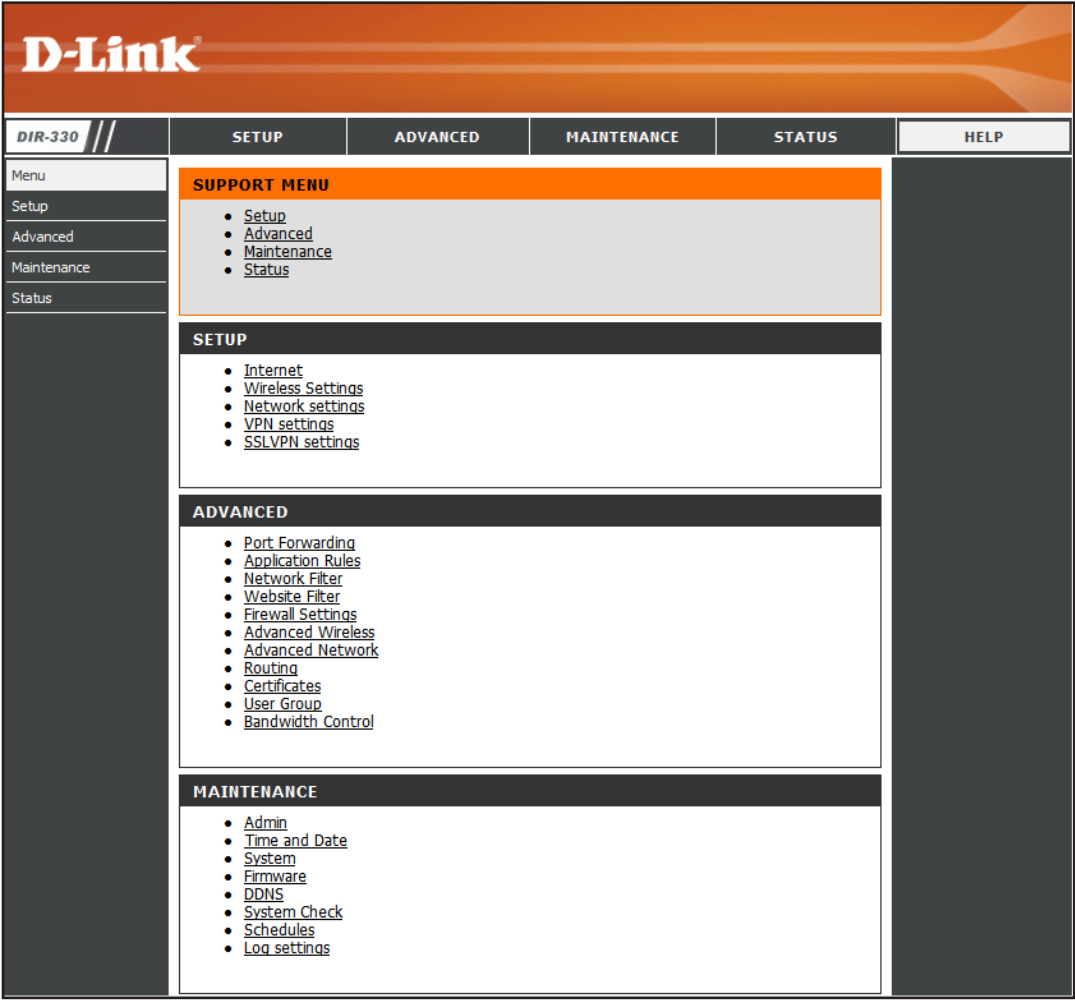 D-Link®
DIR-330 SETUP ADVANCED MAINTENANCE STATUS HELP
Menu
Setup
Advanced
Maintenance
Status
SUPPORT MENU
Setup
Advanced
Maintenance
Status
SETUP
Internet
Wireless Settings
Network settings
VPN settings
SSLVPN settings
ADVANCED
Port Forwarding
Application Rules
Network Filter
Website Filter
Firewall Settings
Advanced Wireless
Advanced Network
Routing
Certificates
User Group
Bandwidth Control
MAINTENANCE
Admin
Time and Date
System
Firmware
DDNS
System Check
Schedules
Log settings